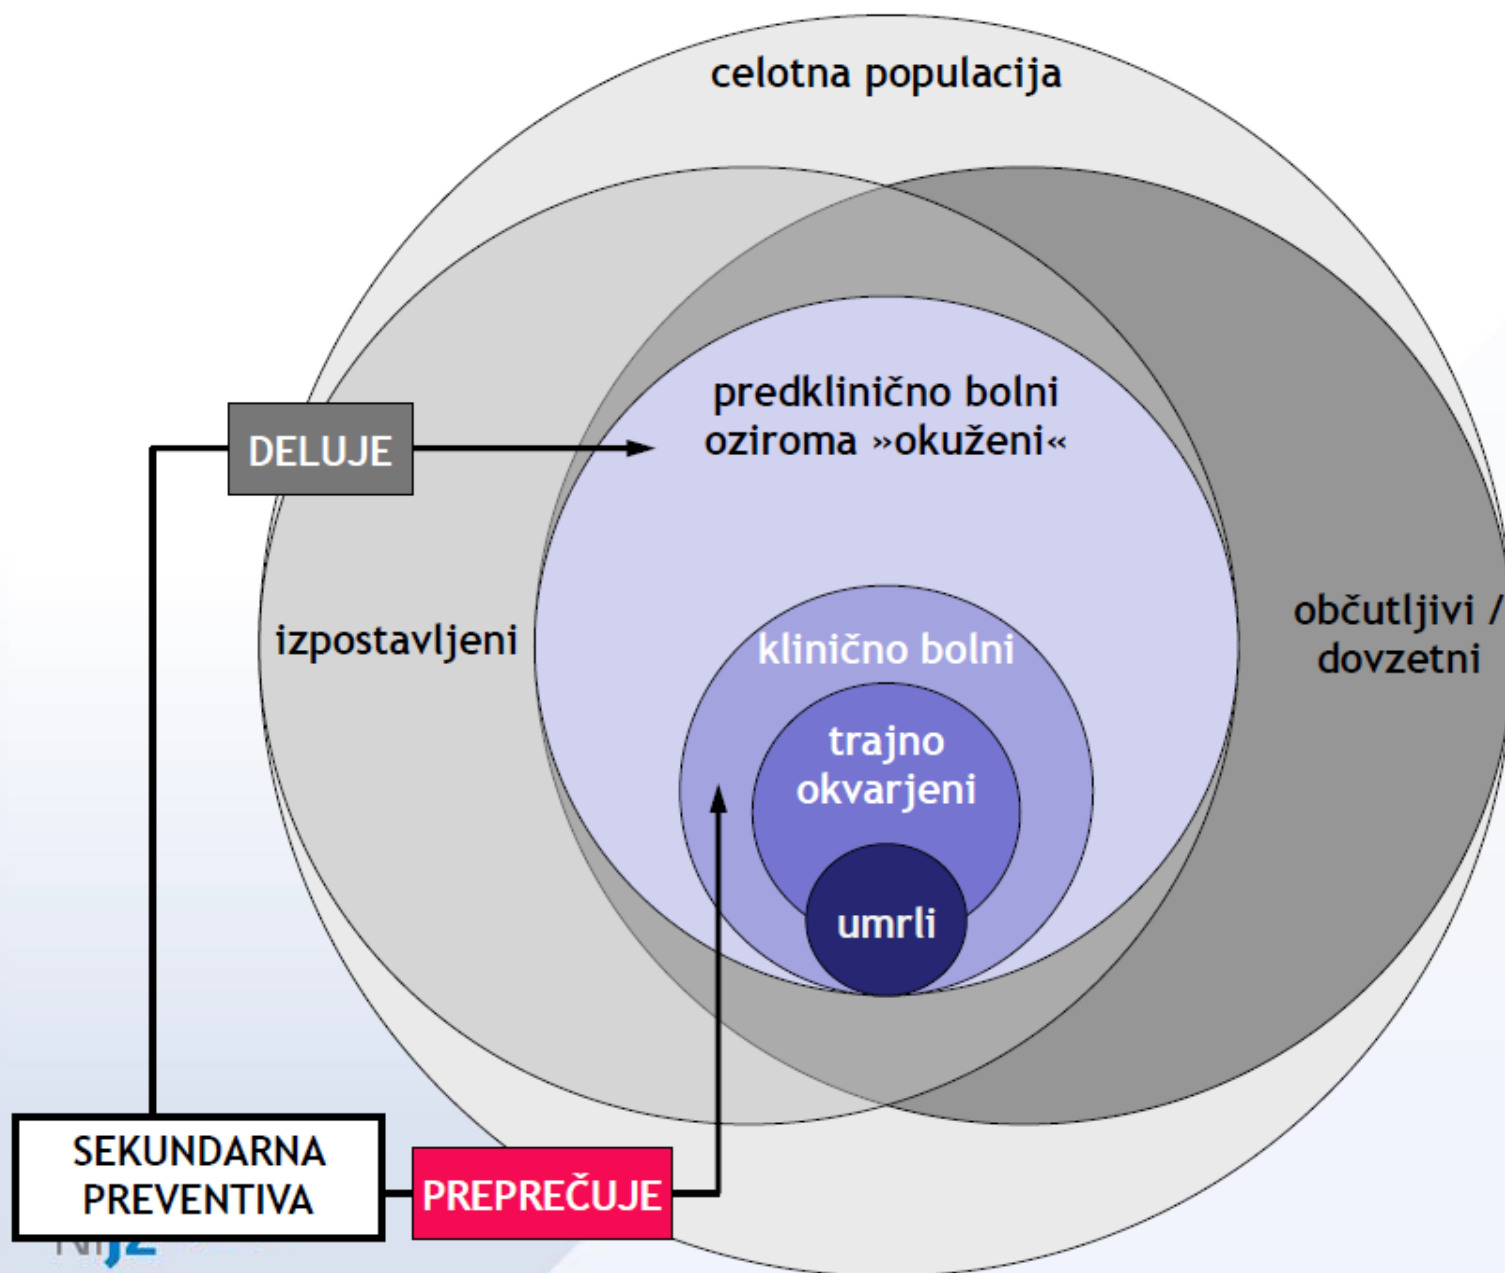 celotna populacija
predklinično bolni
oziroma »okuženi«
DELUJE
izpostavljeni
občutljivi /
dovzetni
klinično bolni
trajno
okvarjeni
umrli
SEKUNDARNA
PREVENTIVA
PREPREČUJE